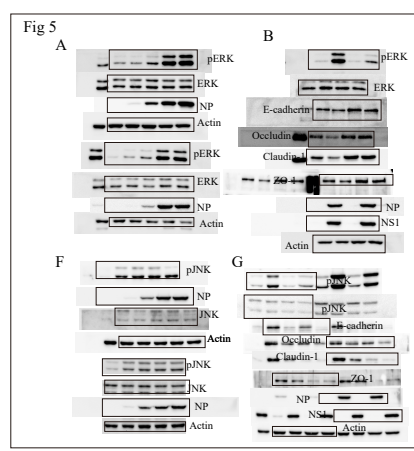 Fig 5
A
pERK
ERK
NP
Actin
pERK
ERK
NP
Actin
B
pERK
ERK
E-cadherin
Occludin
Claudin-1
ZO-1
NP
NS1
Actin
F
pJNK
NP
JNK
Actin
pJNK
JNK
NP
Actin
G
pJNK
pJNK
E-cadherin
Occludin
Claudin-1
ZO-1
NP
NS1
Actin